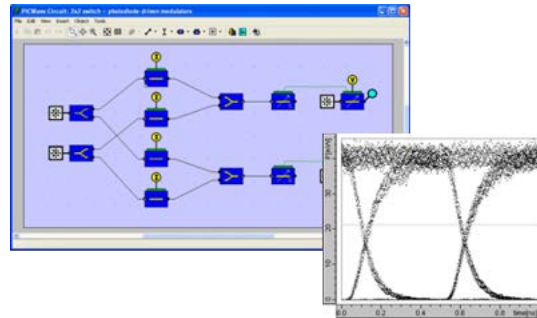 PICWave Circuit: 2x2 switch - photodiode-driven modulators
File Edit View Insert Object Tools
I
V
I
I
I
P[mW]
0 10 20 30
0.0 0.2 0.4 0.6 0.8 time[ns]